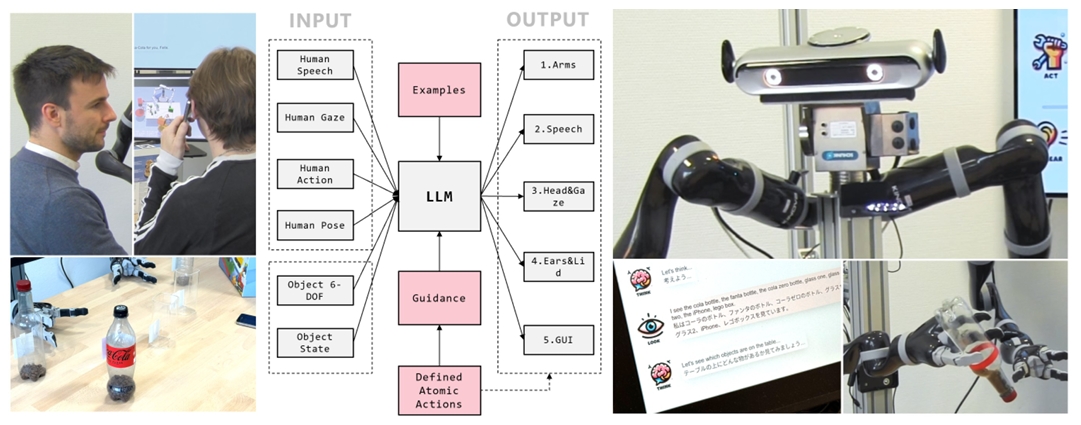 INPUT
OUTPUT
Human
Speech
Human Gaze
Human
Action
Human Pose
Object 6-
DOF
Object
State
Examples
LLM
Guidance
Defined
Atomic
Actions
1.Arms
2.Speech
3.Head&Ga
ze
4.Ears&Li
d
5.GUI
ACT
EAR
Cola
Let's think...
考えよう...
THINK
I see the cola bottle, the fanta bottle, the cola zero bottle, glass one, glass
two, the iPhone, lego box.
私はコーラのボトル、ファンタのボトル、コーラゼロのボトル、グラス
グラス2、iPhone、レゴボックスを見ています。
LOOK
Let's see which objects are on the table...
テーブルの上にどんな物があるか見てみましょう...
THINK